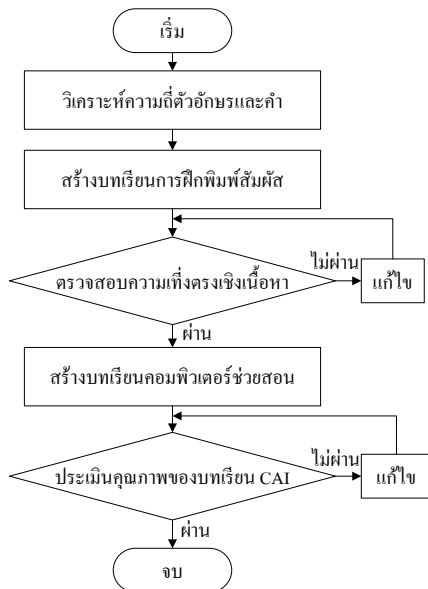 เริ่ม
วิเคราะห์ความถี่ตัวอักษรและคำ
สร้างบทเรียนการฝึกพิมพ์สัมผัส
ตรวจสอบความเที่งตรงเชิงเนื้อหา
ไม่ผ่าน
แก้ไข
ผ่าน
สร้างบทเรียนคอมพิวเตอร์ช่วยสอน
ประเมินคุณภาพของบทเรียน CAI
ไม่ผ่าน
แก้ไข
ผ่าน
จบ